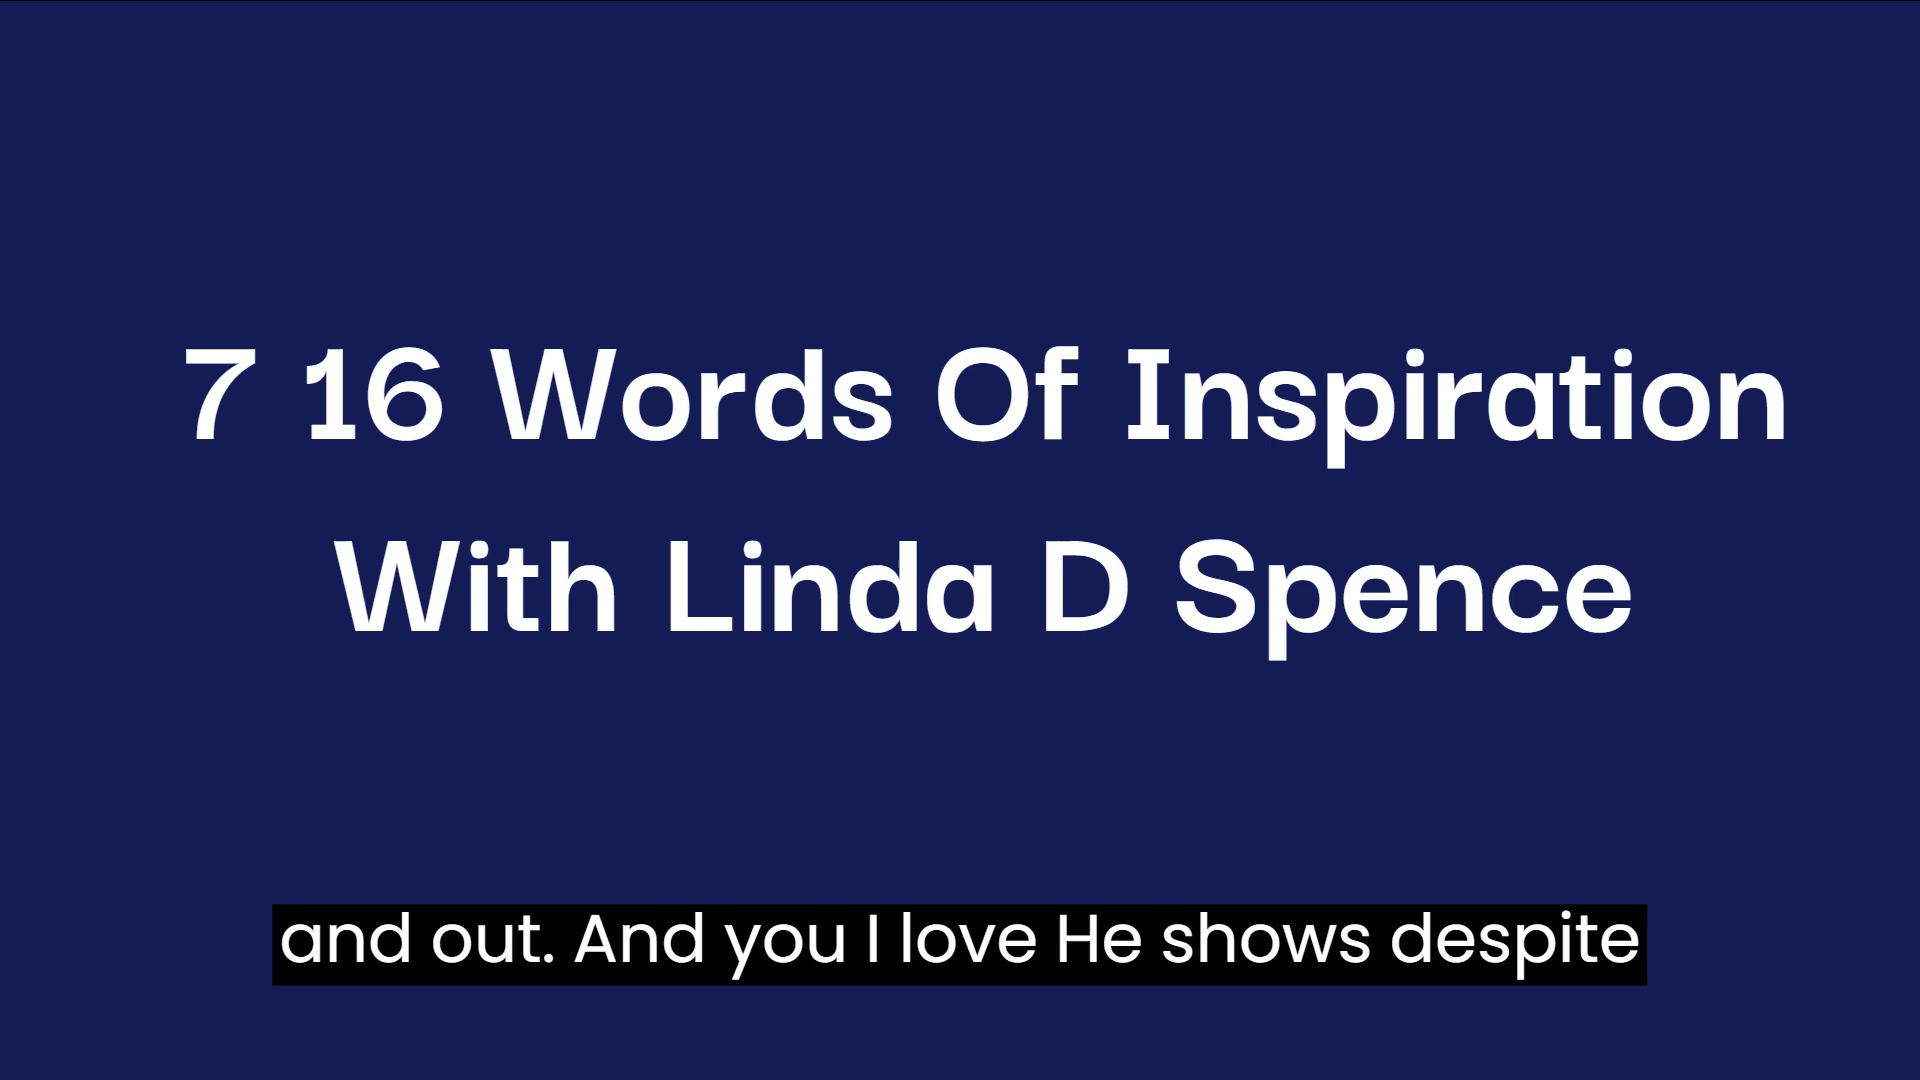 7 16 Words Of Inspiration
With Linda D Spence
and out. And you I love He shows despite